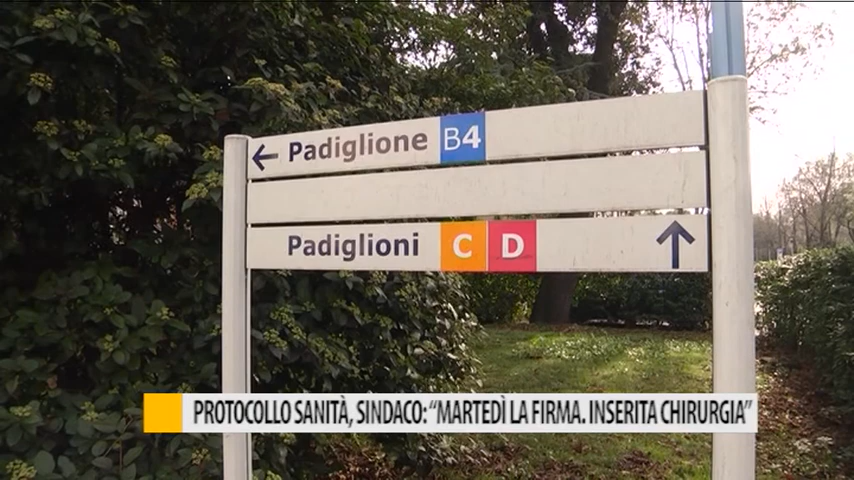 Padiglione B4
Padiglioni C D
PROTOCOLLO SANITÀ, SINDACO: “MARTEDÌ LA FIRMA. INSERITA CHIRURGIA”